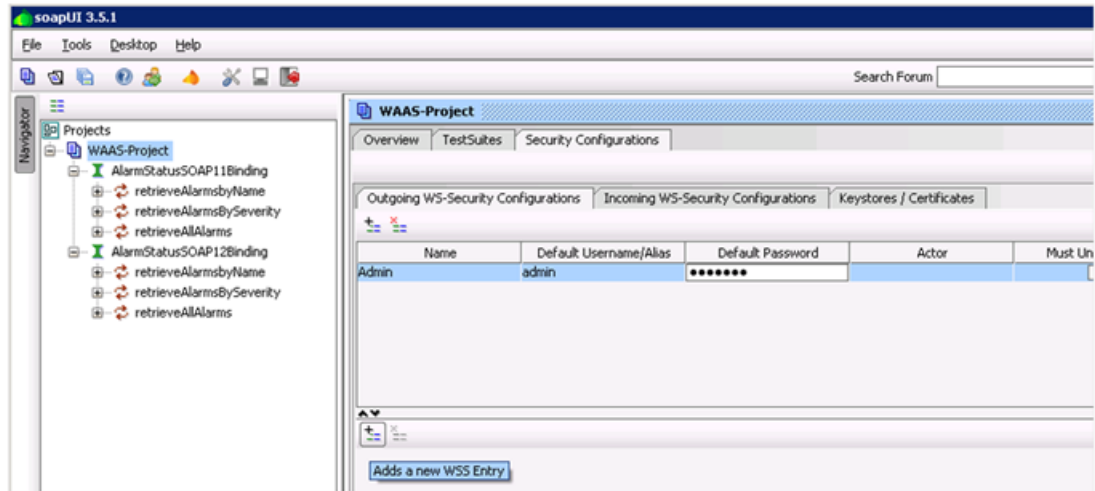 soapUI 3.5.1
File Tools Desktop Help
Search Forum
Navigator
Projects
WAAS-Project
AlarmStatusSOAP11Binding
retrieveAlarmsbyName
retrieveAlarmsBySeverity
retrieveAllAlarms
AlarmStatusSOAP12Binding
retrieveAlarmsbyName
retrieveAlarmsBySeverity
retrieveAllAlarms
WAAS-Project
Overview TestSuites Security Configurations
Outgoing WS-Security Configurations Incoming WS-Security Configurations Keystores / Certificates
Name Default Username/Alias Default Password Actor Must Un
Admin admin •••••••
Adds a new WSS Entry